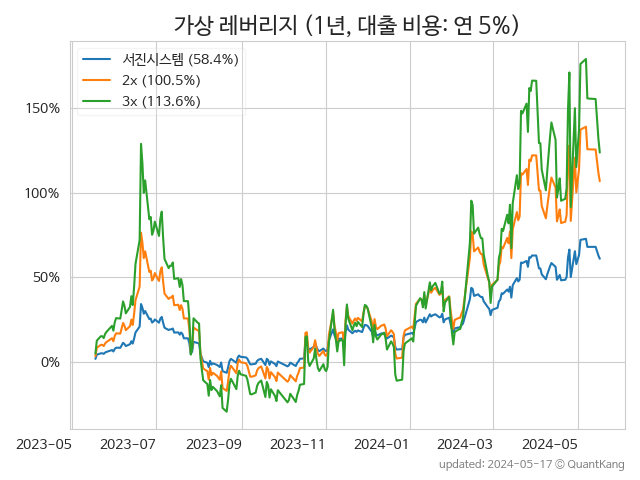 가상 레버리지 (1년, 대출 비용: 연 5%)
서진시스템 (58.4%)
2x (100.5%)
3x (113.6%)
150%
100%
50%
0%
2023-05 2023-07 2023-09 2023-11 2024-01 2024-03 2024-05
updated: 2024-05-17 © QuantKang